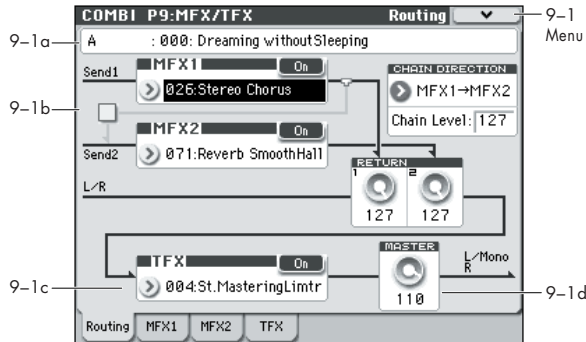 COMBI P9:MFX/TFX Routing
9–1
Menu
9–1a
A : 000: Dreaming withoutSleeping
MFX1 On
CHAIN DIRECTION
Send1
026:Stereo Chorus
MFX1→MFX2
9–1b
Chain Level: 127
MFX2 On
Send2
071:Reverb SmoothHall
RETURN
1 2
L/R
127 127
TFX On
MASTER
L/Mono
R
9–1c
004:St.MasteringLimtr
9–1d
110
Routing MFX1 MFX2 TFX